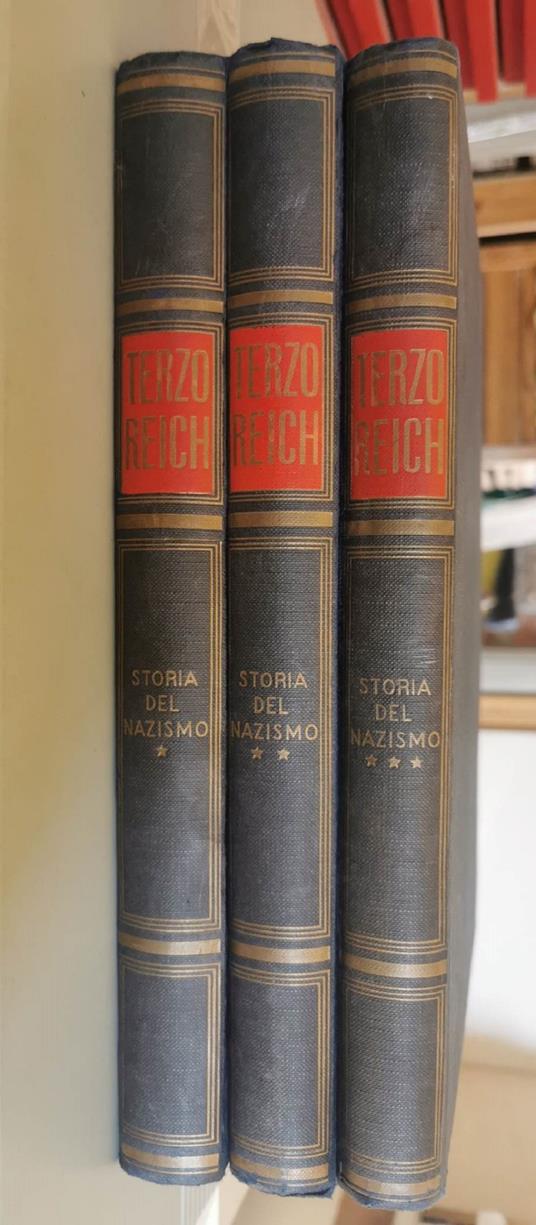 TERZO
REICH
STORIA
DEL
NAZISMO
★
TERZO
REICH
STORIA
DEL
NAZISMO
★ ★
TERZO
REICH
STORIA
DEL
NAZISMO
★ ★ ★